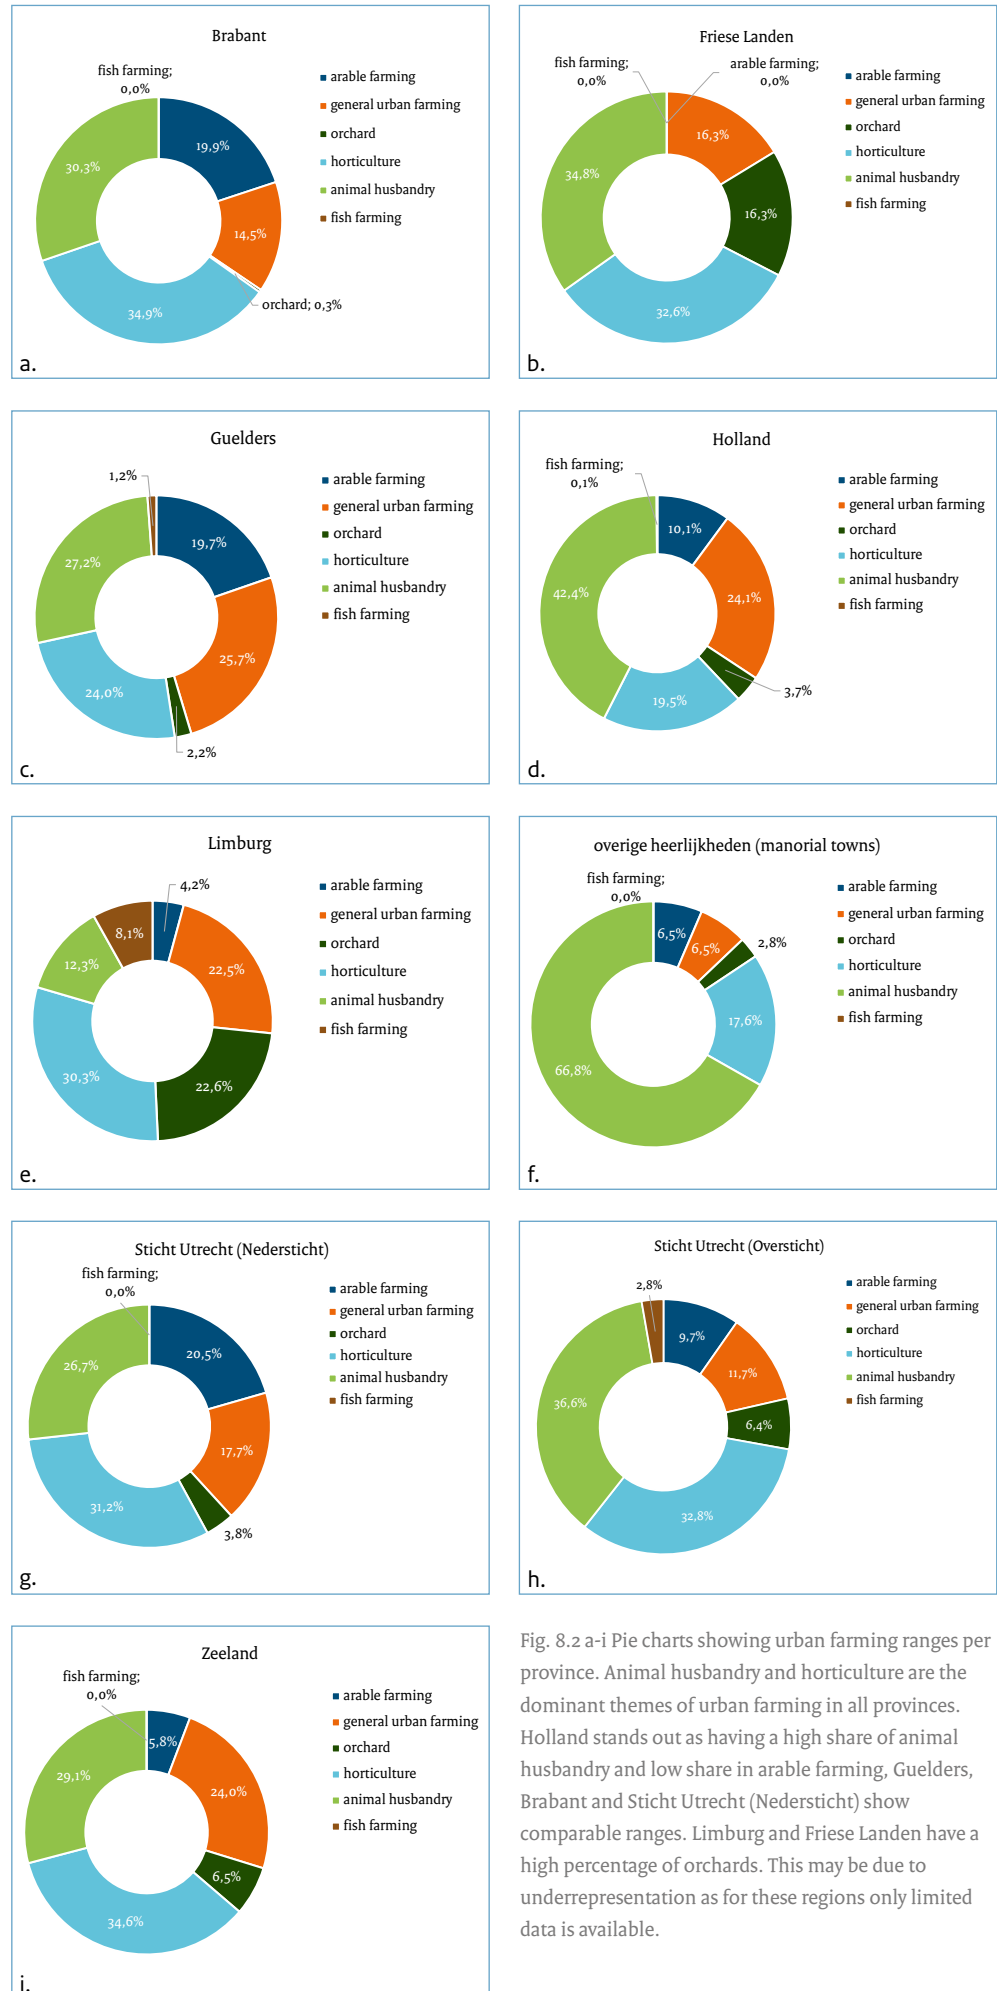 Brabant
fish farming;
0,0%
19,9%
14,5%
orchard; 0,3%
34,9%
30,3%
arable farming
general urban farming
orchard
horticulture
animal husbandry
fish farming
a.
Friese Landen
fish farming;
0,0%
arable farming;
0,0%
16,3%
16,3%
32,6%
34,8%
arable farming
general urban farming
orchard
horticulture
animal husbandry
fish farming
b.
Guelders
1,2%
19,7%
25,7%
2,2%
24,0%
27,2%
arable farming
general urban farming
orchard
horticulture
animal husbandry
fish farming
c.
Holland
fish farming;
0,1%
10,1%
24,1%
3,7%
19,5%
42,4%
arable farming
general urban farming
orchard
horticulture
animal husbandry
fish farming
d.
Limburg
4,2%
22,5%
22,6%
30,3%
12,3%
8,1%
arable farming
general urban farming
orchard
horticulture
animal husbandry
fish farming
e.
overige heerlijkheden (manorial towns)
fish farming;
0,0%
6,5%
6,5%
2,8%
17,6%
66,8%
arable farming
general urban farming
orchard
horticulture
animal husbandry
fish farming
f.
Sticht Utrecht (Nedersticht)
fish farming;
0,0%
20,5%
17,7%
3,8%
31,2%
26,7%
arable farming
general urban farming
orchard
horticulture
animal husbandry
fish farming
g.
Sticht Utrecht (Oversticht)
2,8%
9,7%
11,7%
6,4%
32,8%
36,6%
arable farming
general urban farming
orchard
horticulture
animal husbandry
fish farming
h.
Zeeland
fish farming;
0,0%
5,8%
24,0%
6,5%
34,6%
29,1%
arable farming
general urban farming
orchard
horticulture
animal husbandry
fish farming
i.
Fig. 8.2 a-i Pie charts showing urban farming ranges per
province. Animal husbandry and horticulture are the
dominant themes of urban farming in all provinces.
Holland stands out as having a high share of animal
husbandry and low share in arable farming, Guelders,
Brabant and Sticht Utrecht (Nedersticht) show
comparable ranges. Limburg and Friese Landen have a
high percentage of orchards. This may be due to
underrepresentation as for these regions only limited
data is available.